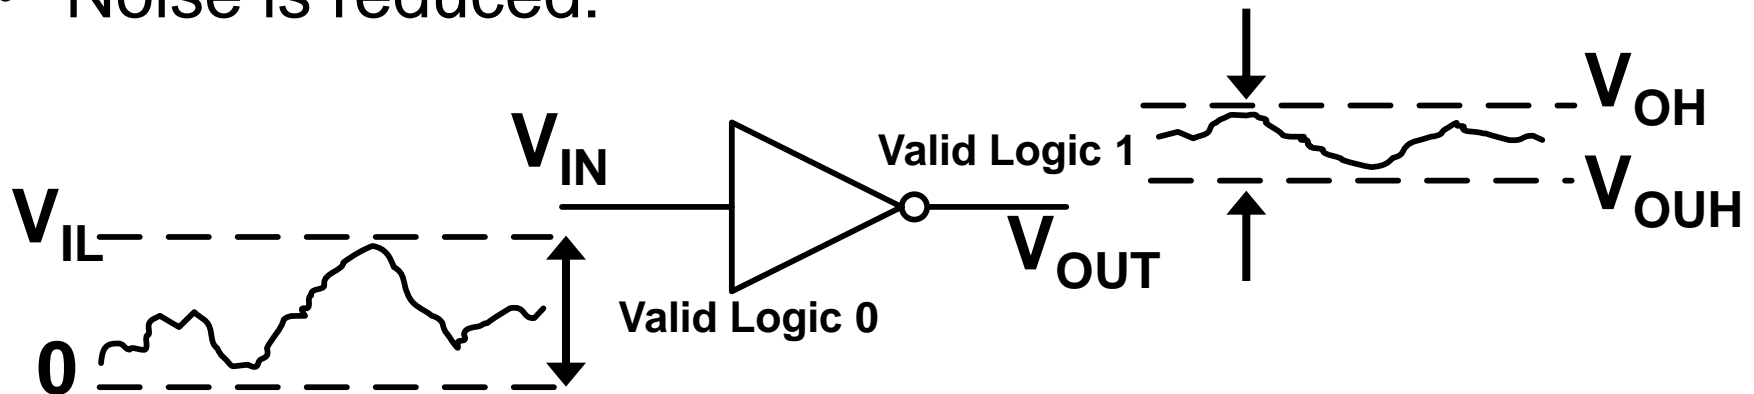 • Noise is reduced.
V_OH
V_IN
Valid Logic 1
V_OUH
V_IL
V_OUT
Valid Logic 0
0